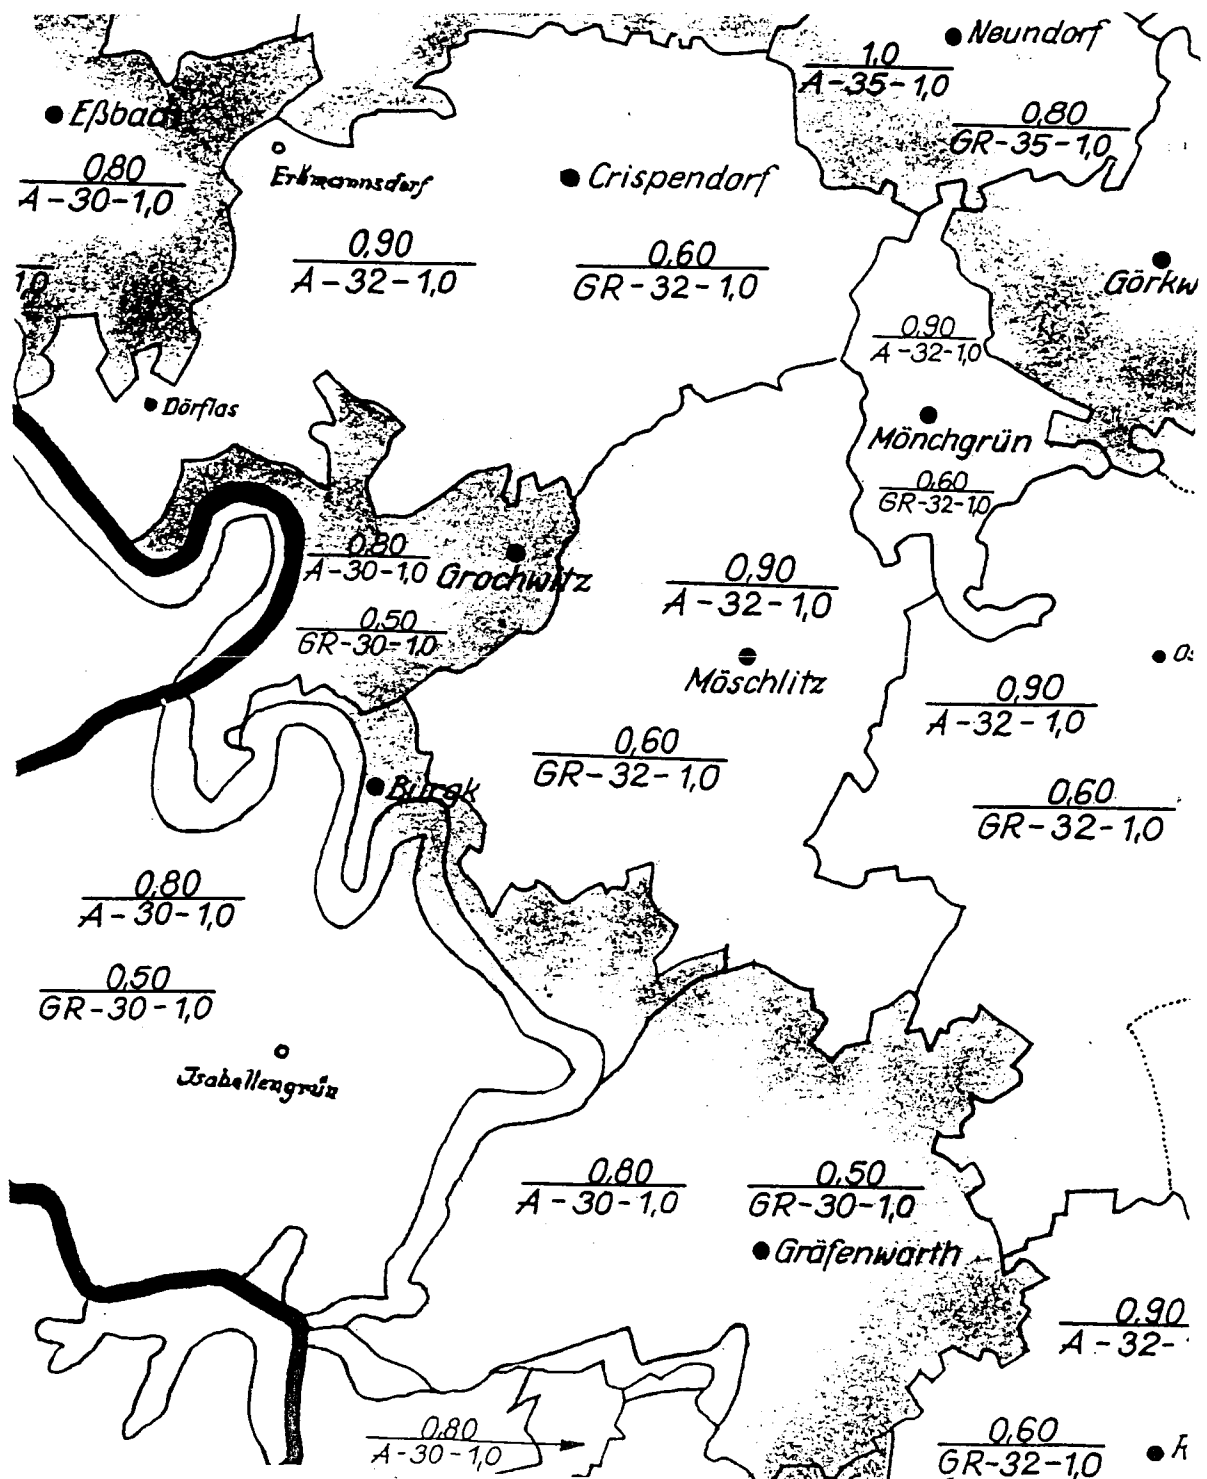 Neundorf
1,0
A-35-1,0
Eßbach
0,80
GR-35-1,0
Erkmannsdorf
Crispendorf
0,80
A-30-1,0
0,90
A-32-1,0
0,60
GR-32-1,0
1,0
Görkw
0,90
A-32-1,0
Dörflas
Mönchgrün
0,60
GR-32-1,0
0,80
A-30-1,0
Grochwitz
0,90
A-32-1,0
0,50
GR-30-1,0
Möschlitz
Os
0,90
A-32-1,0
0,60
GR-32-1,0
Burgk
0,60
GR-32-1,0
0,80
A-30-1,0
0,50
GR-30-1,0
Isabellengrün
0,80
A-30-1,0
0,50
GR-30-1,0
Gräfenwarth
0,90
A-32-
0,80
A-30-1,0
0,60
GR-32-1,0